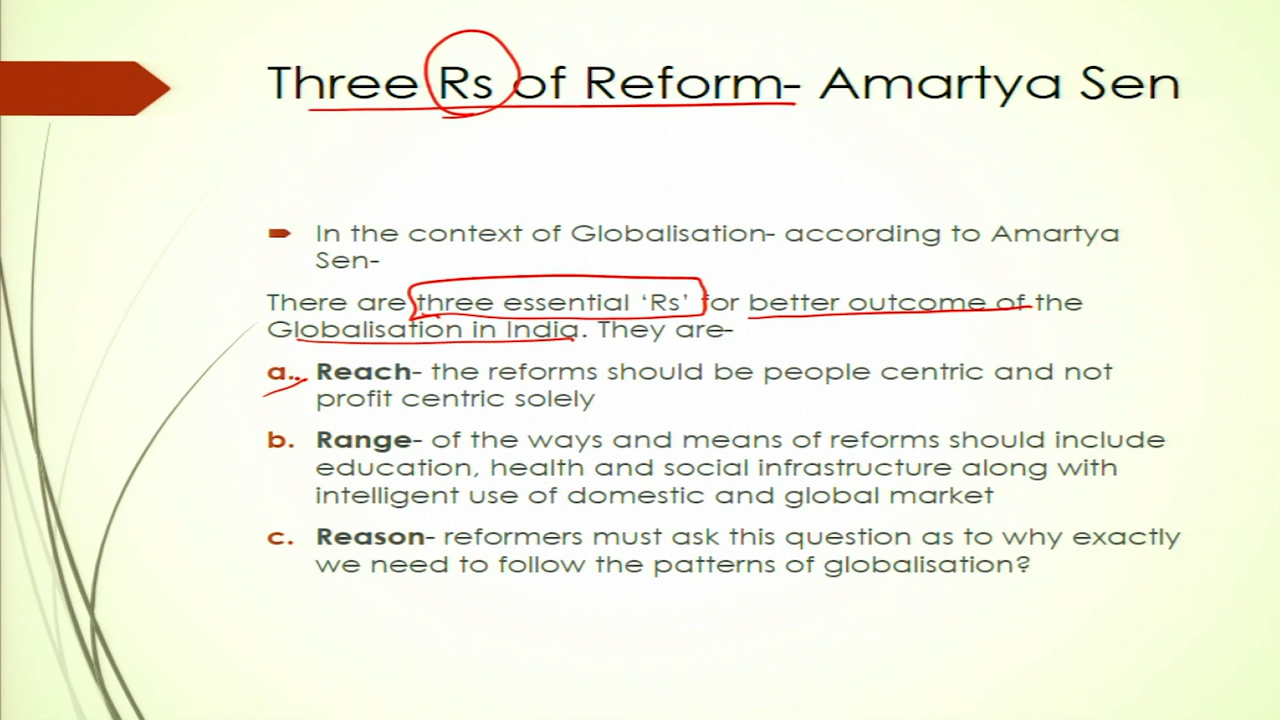 Three Rs of Reform- Amartya Sen
In the context of Globalisation- according to Amartya
Sen-
There are three essential ‘Rs’ for better outcome of the
Globalisation in India. They are-
a. Reach- the reforms should be people centric and not
profit centric solely
b. Range- of the ways and means of reforms should include
education, health and social infrastructure along with
intelligent use of domestic and global market
c. Reason- reformers must ask this question as to why exactly
we need to follow the patterns of globalisation?